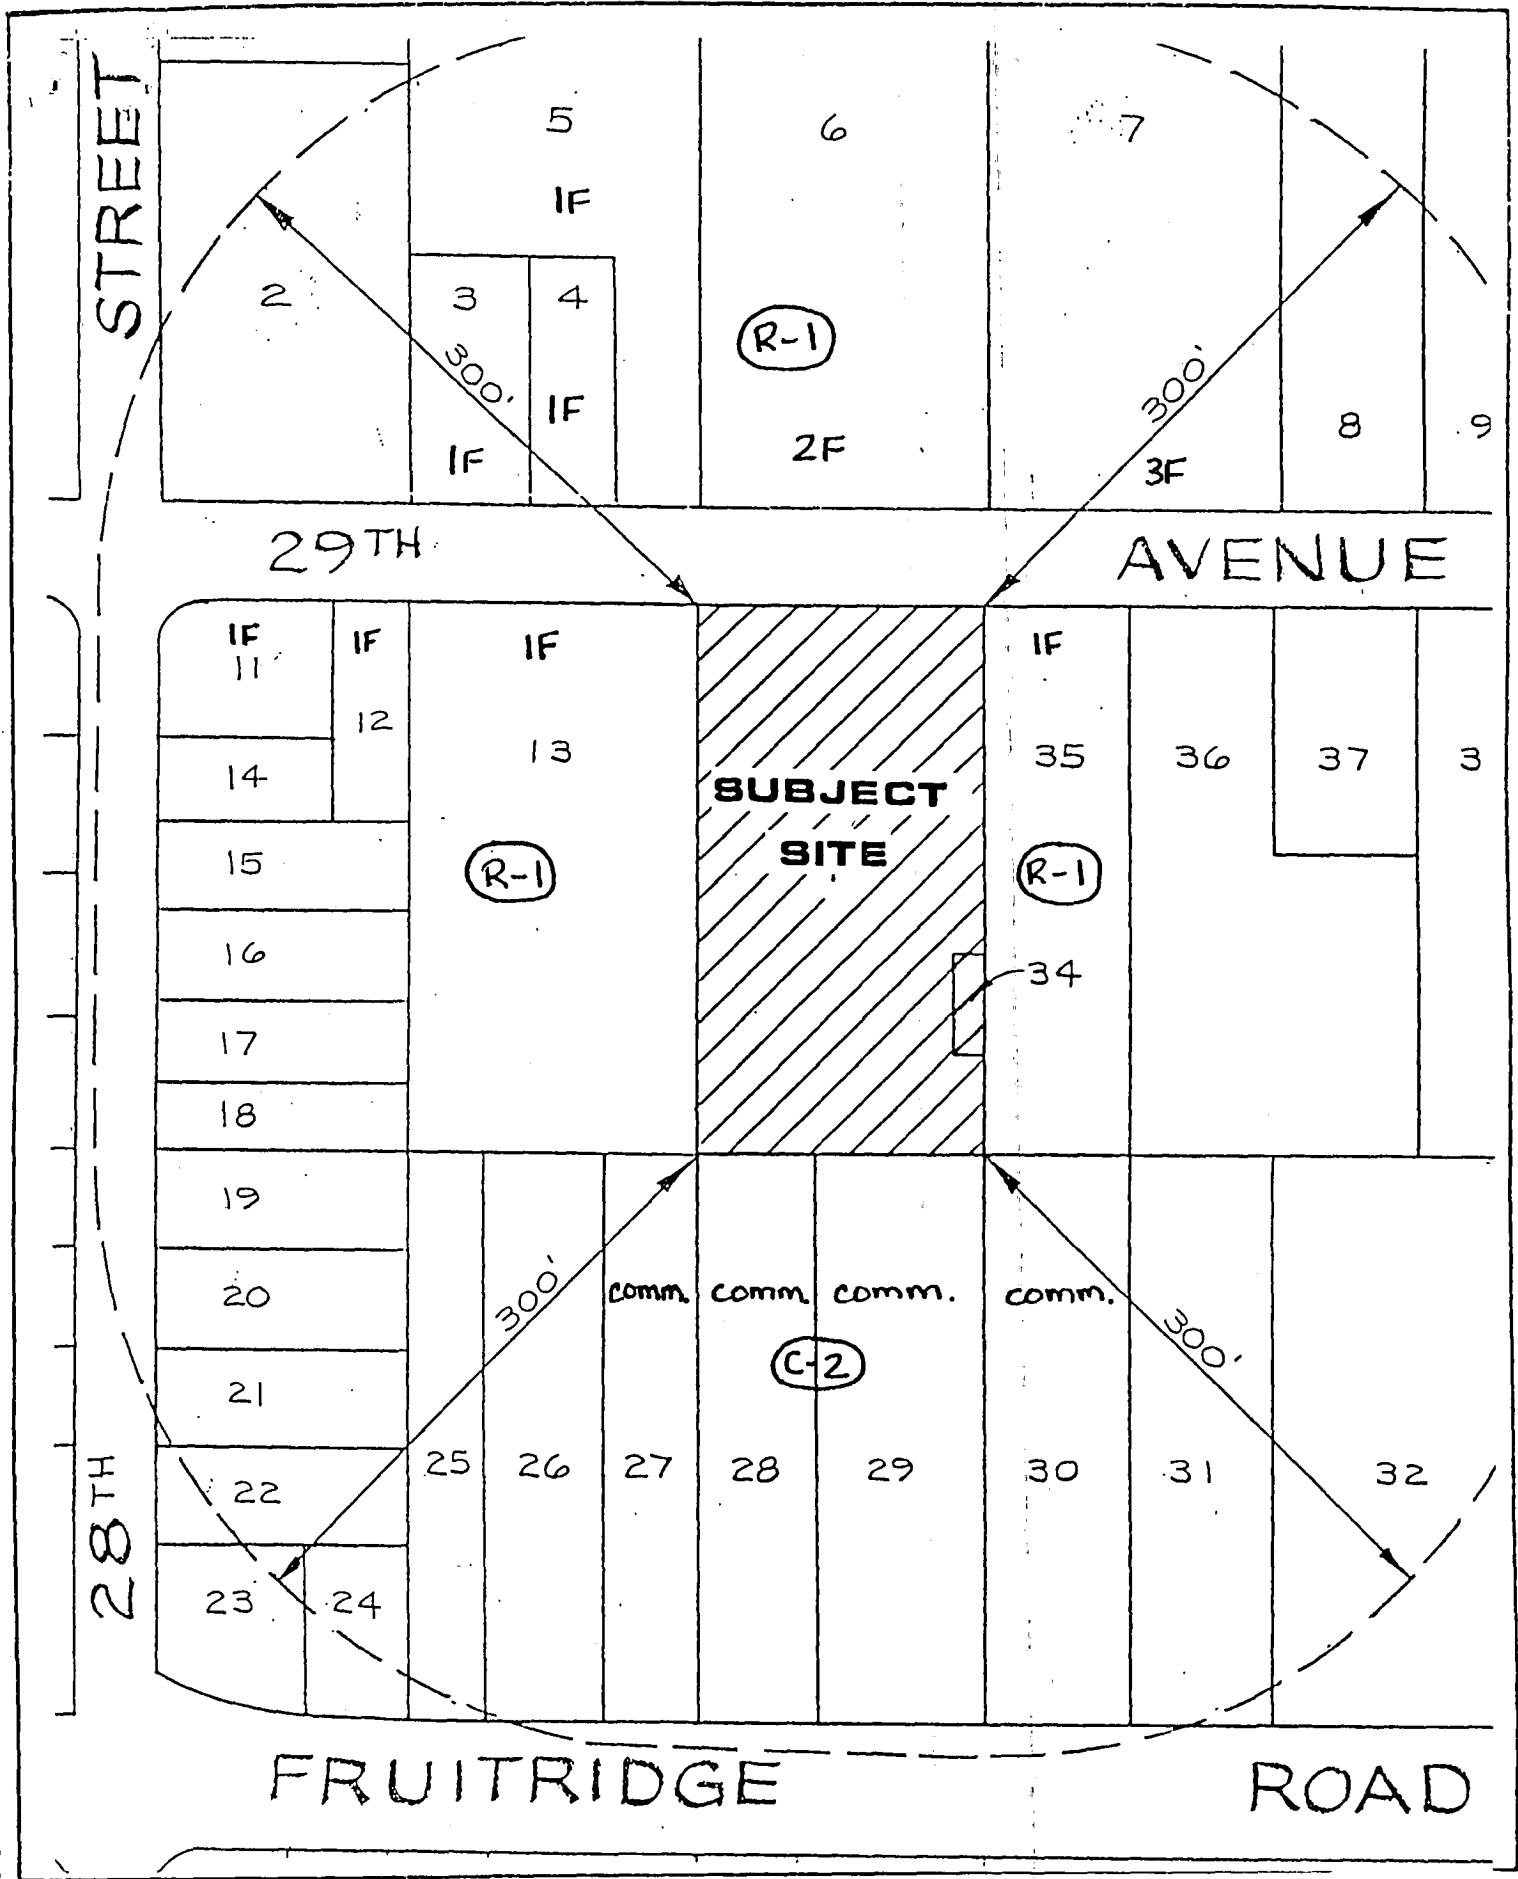 STREET
5
6
7
1F
2
3
4
R-1
300'
300'
1F
8
9
1F
2F
3F
29TH
AVENUE
1F
1F
1F
1F
11
12
13
35
36
37
3
14
SUBJECT
SITE
15
R-1
R-1
16
34
17
18
19
20
300'
comm.
comm.
comm.
comm.
300'
C-2
21
25
26
27
28
29
30
31
32
22
28TH
23
24
FRUITRIDGE
ROAD